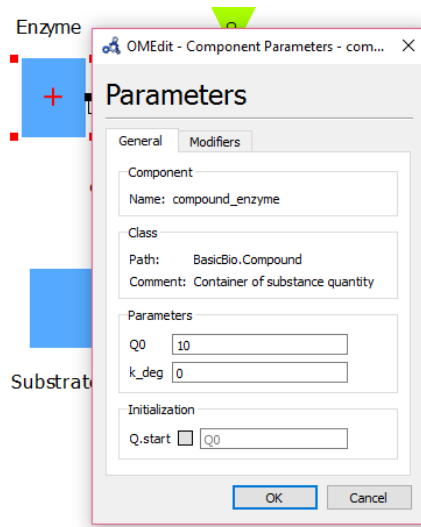 Enzyme
OMEdit - Component Parameters - com...
Parameters
General Modifiers
Component
Name: compound_enzyme
Class
Path: BasicBio.Compound
Comment: Container of substance quantity
Parameters
Q0 10
k_deg 0
Substrate
Initialization
Q.start Q0
OK Cancel